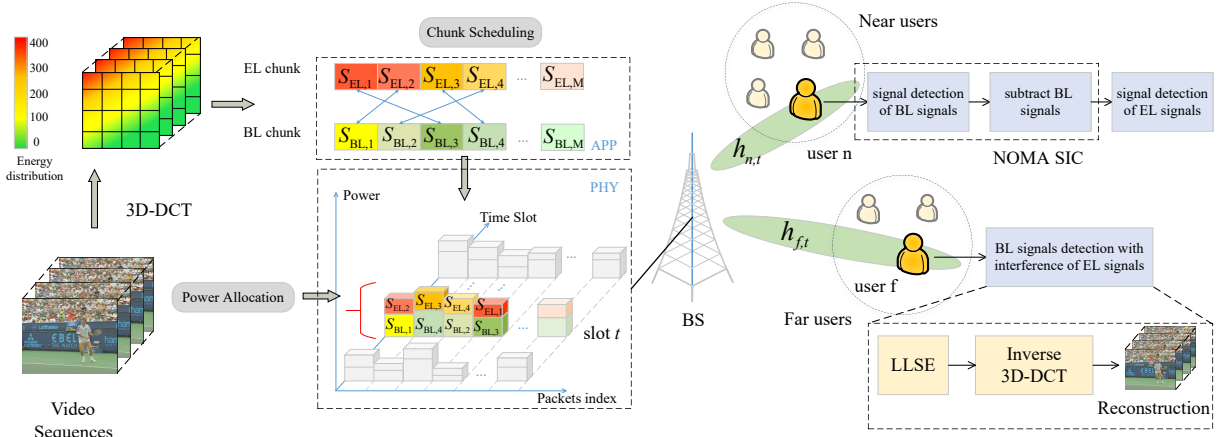 400
300
200
100
0
Energy
distribution
3D-DCT
Video
Sequences
EBEL
Chunk Scheduling
EL chunk
S_EL,1 S_EL,2 S_EL,3 S_EL,4 ... S_EL,M
BL chunk
S_BL,1 S_BL,2 S_BL,3 S_BL,4 ... S_BL,M
APP
Power Allocation
PHY
Power
Time Slot
...
...
S_EL,2 S_EL,3 S_EL,4 S_EL,1
S_BL,1 S_BL,4 S_BL,2 S_BL,3
...
...
slot t
...
Packets index
BS
Near users
h_n,t
user n
signal detection
of BL signals
subtract BL
signals
signal detection
of EL signals
NOMA SIC
h_f,t
user f
Far users
BL signals detection with
interference of EL signals
LLSE
Inverse
3D-DCT
Reconstruction